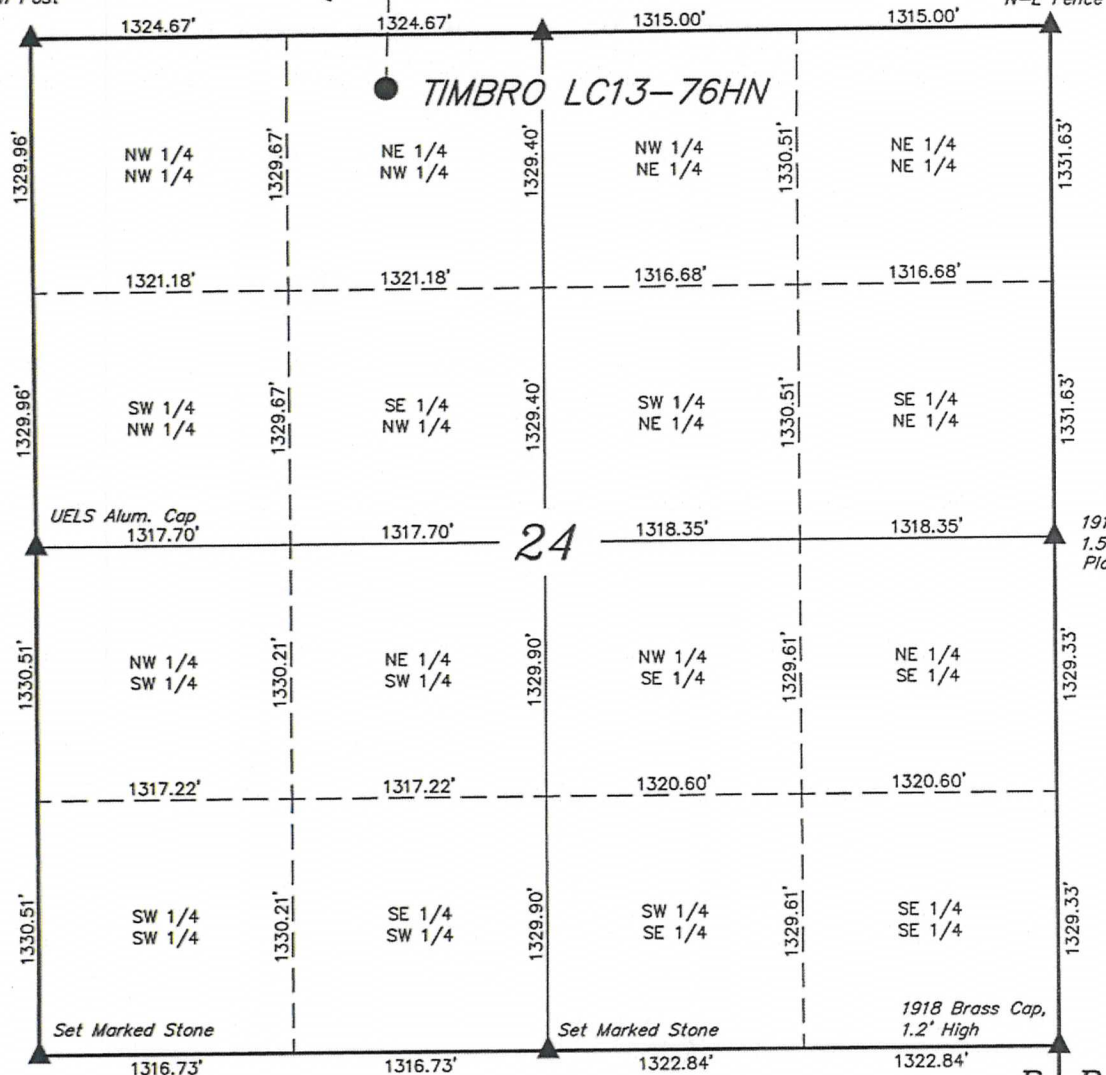 Post
N-E Fence
1324.67' 1324.67' 1315.00' 1315.00'
TIMBRO LC13-76HN
1329.96' 1329.67' 1329.40' 1330.51' 1331.63'
NW 1/4 NE 1/4 NW 1/4 NE 1/4
NW 1/4 NW 1/4 NE 1/4 NE 1/4
1321.18' 1321.18' 1316.68' 1316.68'
1329.96' 1329.67' 1329.40' 1330.51' 1331.63'
SW 1/4 SE 1/4 SW 1/4 SE 1/4
NW 1/4 NW 1/4 NE 1/4 NE 1/4
UELS Alum. Cap
1317.70' 1317.70' 24 1318.35' 1318.35'
191
1.5
1330.51' 1330.21' 1329.90' 1329.61' 1329.33'
NW 1/4 NE 1/4 NW 1/4 NE 1/4
SW 1/4 SW 1/4 SE 1/4 SE 1/4
1317.22' 1317.22' 1320.60' 1320.60'
1330.51' 1330.21' 1329.90' 1329.61' 1329.33'
SW 1/4 SE 1/4 SW 1/4 SE 1/4
SW 1/4 SW 1/4 SE 1/4 SE 1/4
Set Marked Stone
Set Marked Stone
1918 Brass Cap,
1.2' High
1316.73' 1316.73' 1322.84' 1322.84'